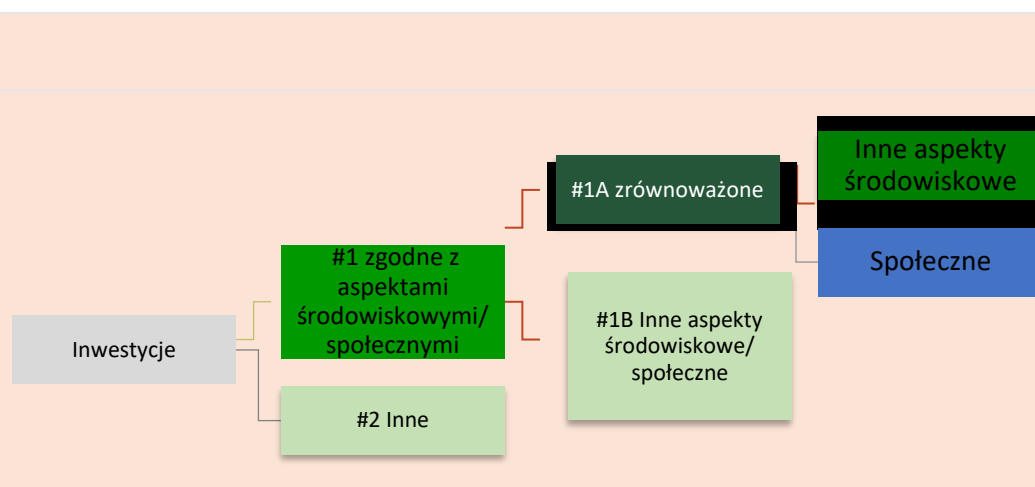 Inwestycje
#1 zgodne z
aspektami
środowiskowymi/
społecznymi
#2 Inne
#1A zrównoważone
#1B Inne aspekty
środowiskowe/
społeczne
Inne aspekty
środowiskowe
Społeczne